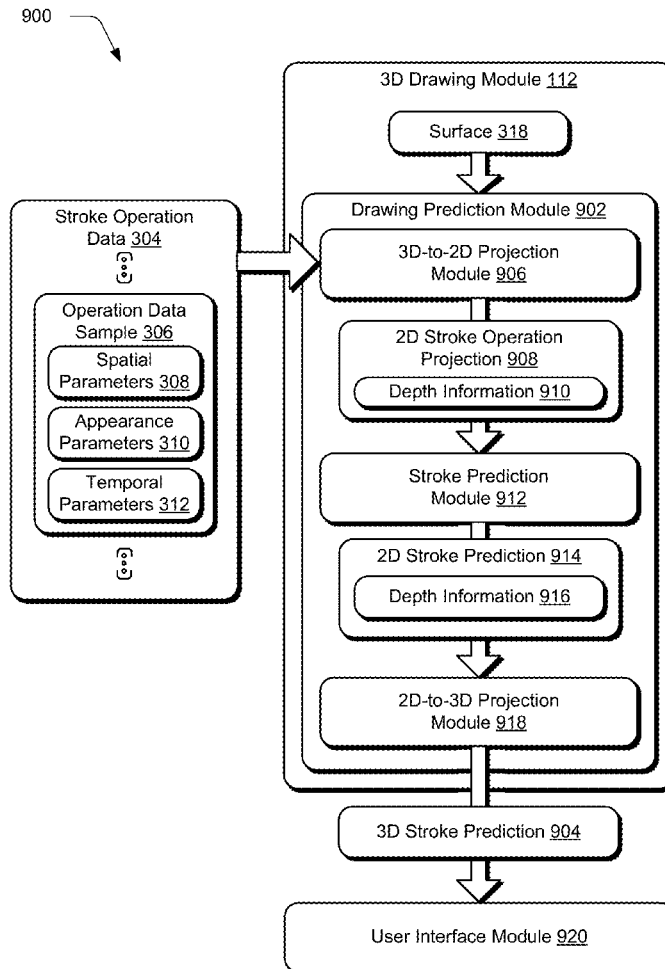 900
3D Drawing Module 112
Surface 318
Stroke Operation
Data 304
Operation Data
Sample 306
Spatial
Parameters 308
Appearance
Parameters 310
Temporal
Parameters 312
Drawing Prediction Module 902
3D-to-2D Projection
Module 906
2D Stroke Operation
Projection 908
Depth Information 910
Stroke Prediction
Module 912
2D Stroke Prediction 914
Depth Information 916
2D-to-3D Projection
Module 918
3D Stroke Prediction 904
User Interface Module 920